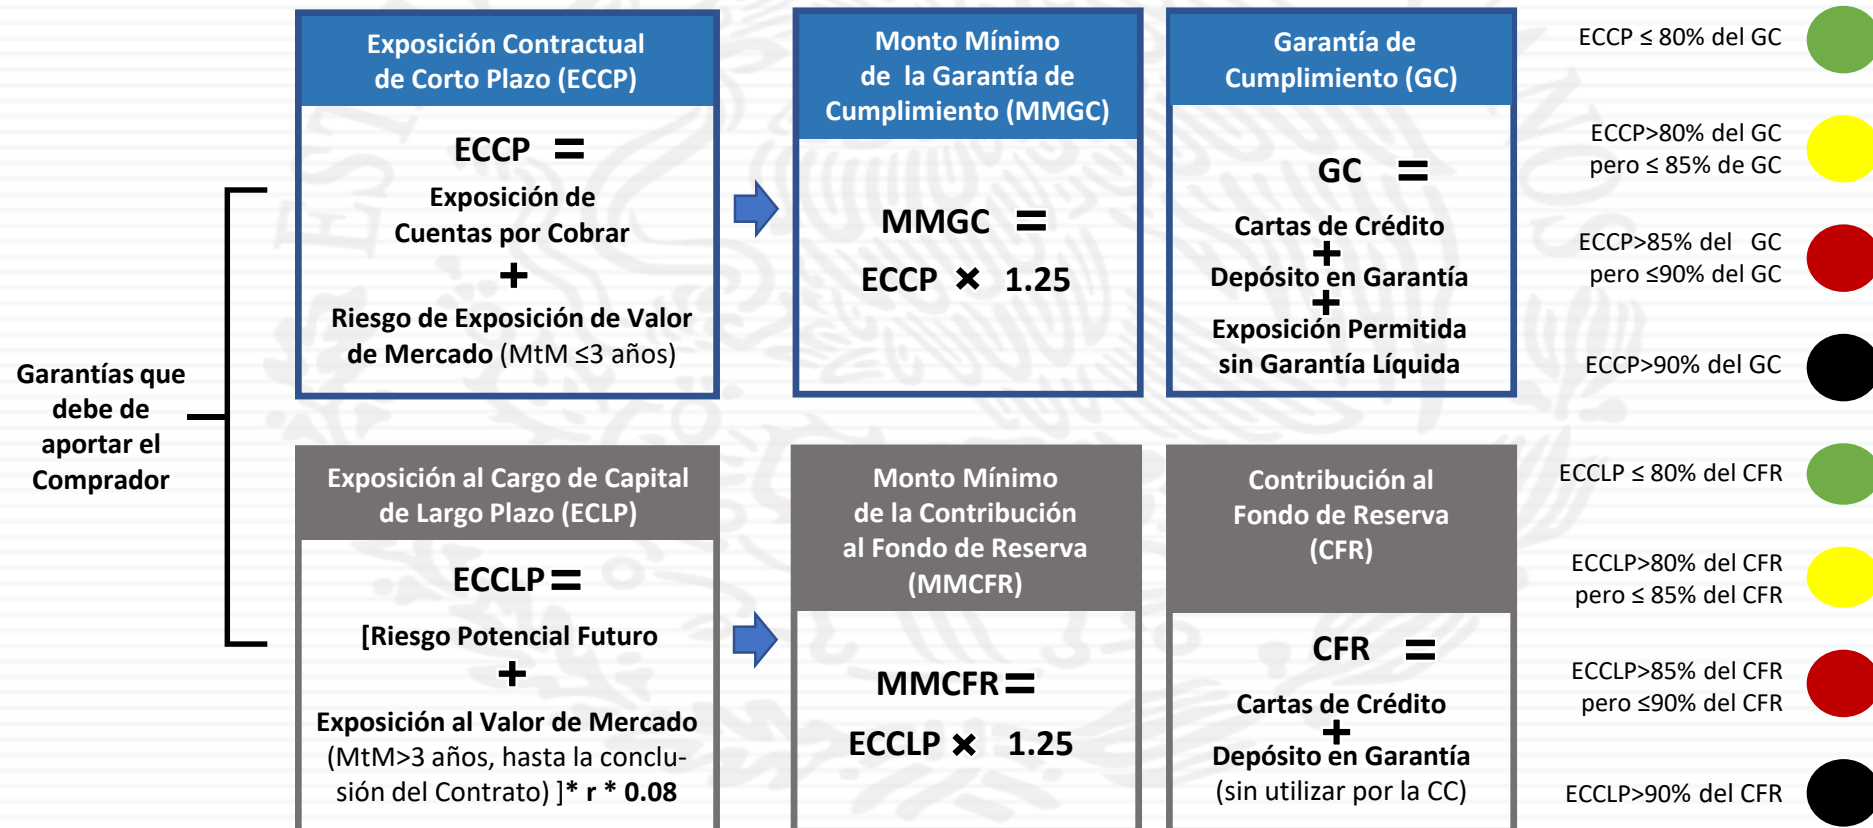 Garantías que
debe de
aportar el
Comprador
Exposición Contractual
de Corto Plazo (ECCP)
ECCP =
Exposición de
Cuentas por Cobrar
+
Riesgo de Exposición de Valor
de Mercado (MtM ≤3 años)
Monto Mínimo
de la Garantía de
Cumplimiento (MMGC)
MMGC =
ECCP × 1.25
Garantía de
Cumplimiento (GC)
GC =
Cartas de Crédito
+
Depósito en Garantía
+
Exposición Permitida
sin Garantía Líquida
ECCP ≤ 80% del GC
ECCP>80% del GC
pero ≤ 85% de GC
ECCP>85% del GC
pero ≤90% del GC
ECCP>90% del GC
Exposición al Cargo de Capital
de Largo Plazo (ECLP)
ECCLP=
[Riesgo Potencial Futuro
+
Exposición al Valor de Mercado
(MtM>3 años, hasta la conclu-
sión del Contrato) ]* r * 0.08
Monto Mínimo
de la Contribución
al Fondo de Reserva
(MMCFR)
MMCFR=
ECCLP × 1.25
Contribución al
Fondo de Reserva
(CFR)
CFR =
Cartas de Crédito
+
Depósito en Garantía
(sin utilizar por la CC)
ECCLP ≤ 80% del CFR
ECCLP>80% del CFR
pero ≤ 85% del CFR
ECCLP>85% del CFR
pero ≤90% del CFR
ECCLP>90% del CFR